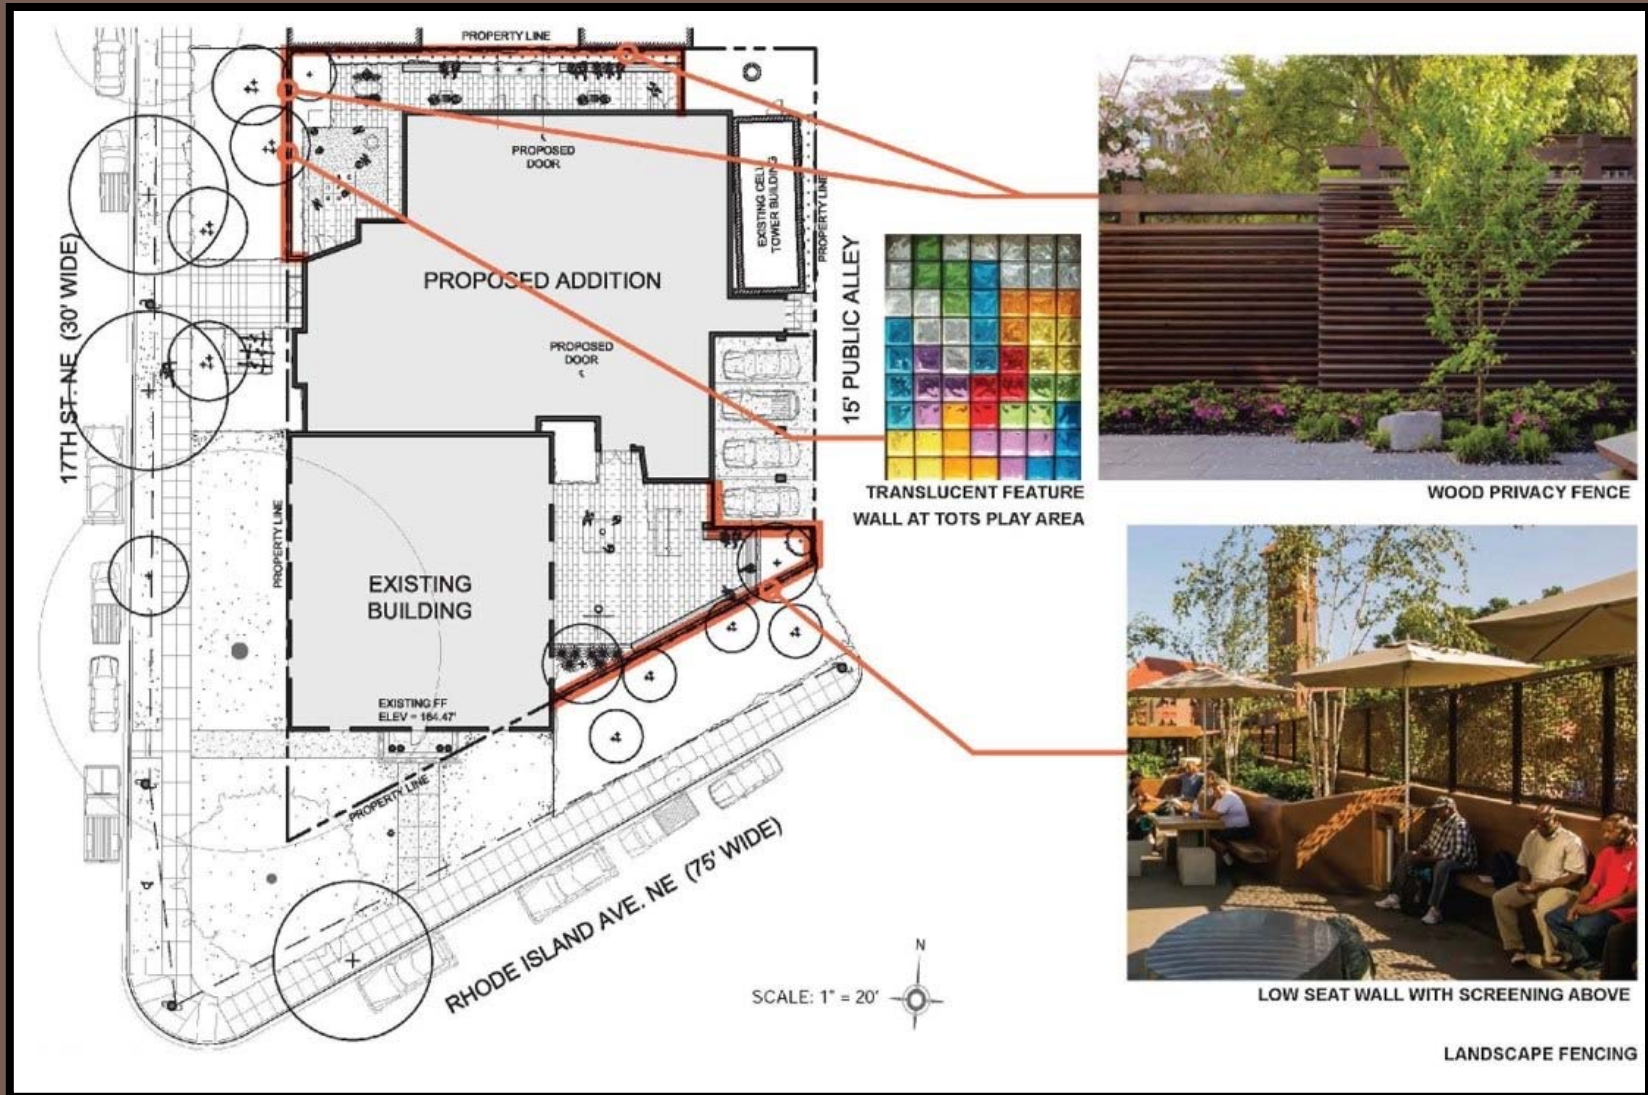 PROPERTY LINE
PROPOSED
DOOR
EXISTING CELL
TOWER BUILDING
PROPERTY LINE
17TH ST. NE (30' WIDE)
PROPOSED ADDITION
15' PUBLIC ALLEY
PROPOSED
DOOR
TRANSLUCENT FEATURE
WALL AT TOTS PLAY AREA
WOOD PRIVACY FENCE
PROPERTY LINE
EXISTING
BUILDING
EXISTING FF
ELEV = 164.47'
PROPERTY LINE
RHODE ISLAND AVE. NE (75' WIDE)
N
SCALE: 1" = 20'
LOW SEAT WALL WITH SCREENING ABOVE
LANDSCAPE FENCING